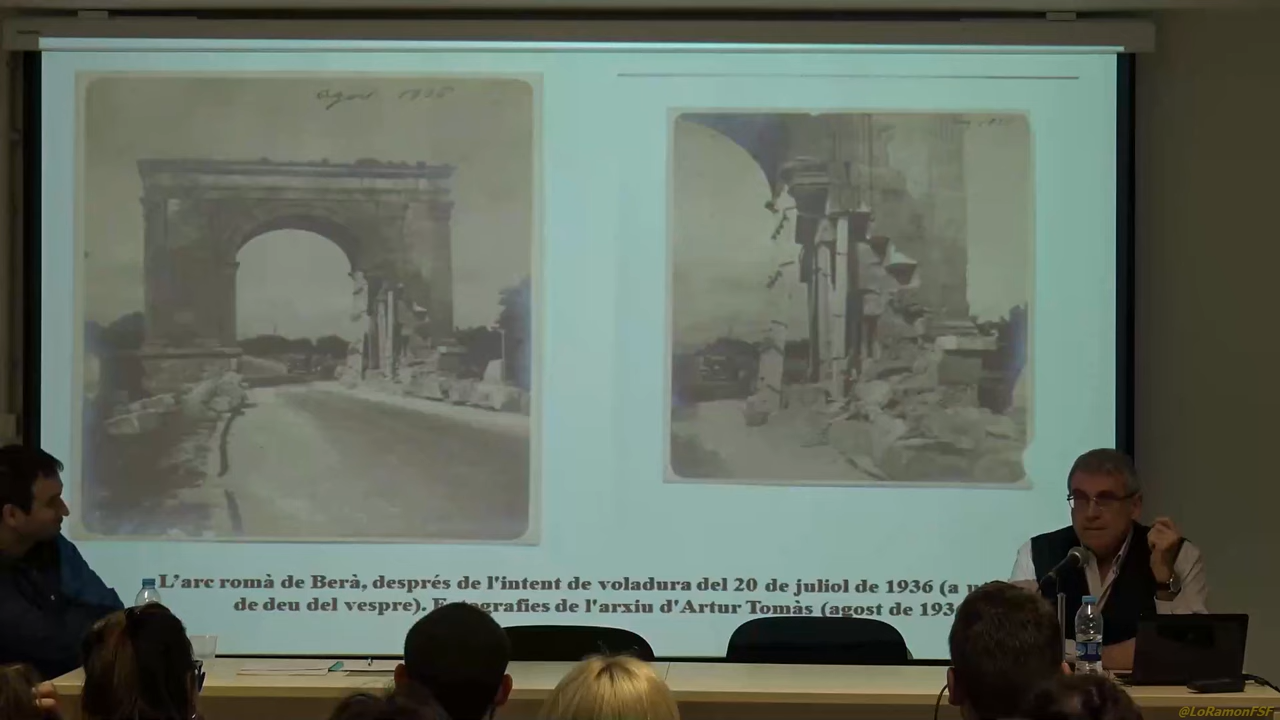 agost 1936
L'arc romà de Berà, després de l'intent de voladura del 20 de juliol de 1936 (a
de deu del vespre). Fotografies de l'arxiu d'Artur Tomàs (agost de 193
@LoRamonFSF